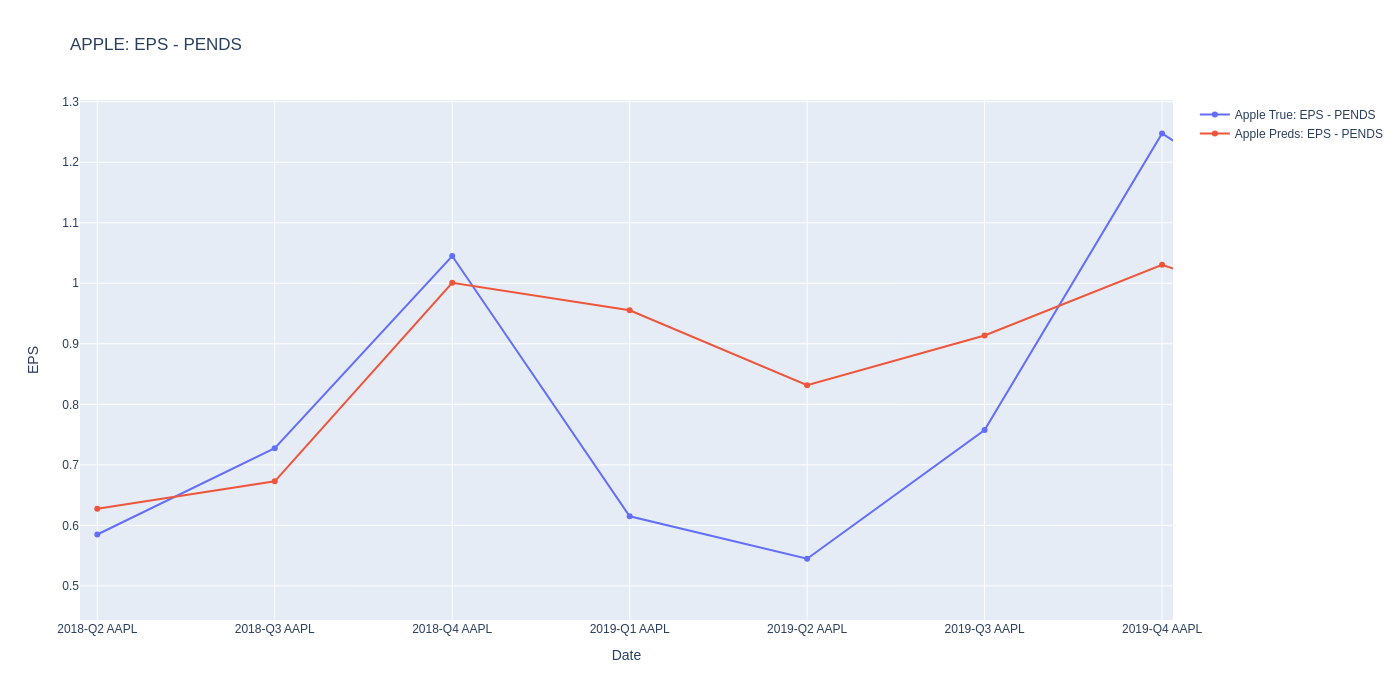 APPLE: EPS - PENDS
1.3
1.2
1.1
1
0.9
0.8
0.7
0.6
0.5
EPS
2018-Q2 AAPL
2018-Q3 AAPL
2018-Q4 AAPL
2019-Q1 AAPL
2019-Q2 AAPL
2019-Q3 AAPL
2019-Q4 AAPL
Date
Apple True: EPS - PENDS
Apple Preds: EPS - PENDS